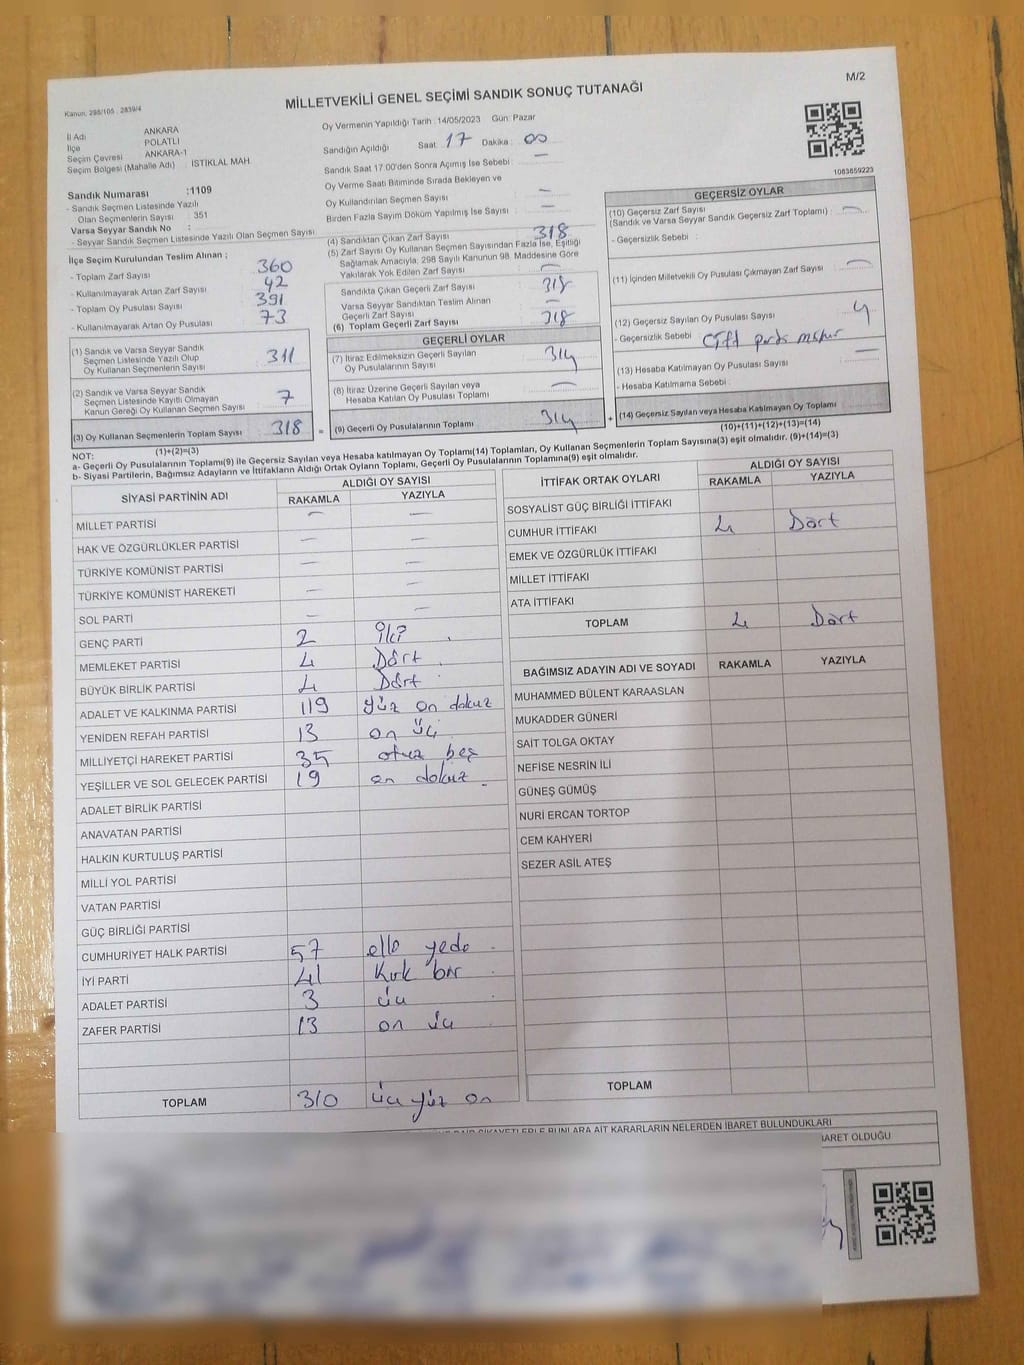 M/2
Kanun, 298/105 . 2839/4
MİLLETVEKİLİ GENEL SEÇİMİ SANDIK SONUÇ TUTANAĞI
İl Adı ANKARA
İlçe POLATLI
Seçim Çevresi ANKARA-1
Seçim Bölgesi (Mahalle Adı) : İSTİKLAL MAH.
Sandık Numarası :1109
- Sandık Seçmen Listesinde Yazılı
Olan Seçmenlerin Sayısı : 351
Varsa Seyyar Sandık No :
- Seyyar Sandık Seçmen Listesinde Yazılı Olan Seçmen Sayısı :
İlçe Seçim Kurulundan Teslim Alınan ;
- Toplam Zarf Sayısı 360
- Kullanılmayarak Artan Zarf Sayısı 42
- Toplam Oy Pusulası Sayısı 391
- Kullanılmayarak Artan Oy Pusulası 73
(1) Sandık ve Varsa Seyyar Sandık
Seçmen Listesinde Yazılı Olup
Oy Kullanan Seçmenlerin Sayısı 311
(2) Sandık ve Varsa Seyyar Sandık
Seçmen Listesinde Kayıtlı Olmayan
Kanun Gereği Oy Kullanan Seçmen Sayısı 7
(3) Oy Kullanan Seçmenlerin Toplam Sayısı 318
(1)+(2)=(3)
Oy Vermenin Yapıldığı Tarih : 14/05/2023 Gün: Pazar
Sandığın Açıldığı Saat : 17 Dakika : 00
Sandık Saat 17.00'den Sonra Açımış İse Sebebi : —
Oy Verme Saati Bitiminde Sırada Bekleyen ve
Oy Kullandırılan Seçmen Sayısı : —
Birden Fazla Sayım Döküm Yapılmış İse Sayısı : —
(4) Sandıktan Çıkan Zarf Sayısı 318
(5) Zarf Sayısı Oy Kullanan Seçmen Sayısından Fazla İse, Eşitliği
Sağlamak Amacıyla; 298 Sayılı Kanunun 98. Maddesine Göre
Yakılarak Yok Edilen Zarf Sayısı —
Sandıkta Çıkan Geçerli Zarf Sayısı 318
Varsa Seyyar Sandıktan Teslim Alınan
Geçerli Zarf Sayısı —
(6) Toplam Geçerli Zarf Sayısı 318
GEÇERLİ OYLAR
(7) İtiraz Edilmeksizin Geçerli Sayılan
Oy Pusulalarının Sayısı 314
(8) İtiraz Üzerine Geçerli Sayılan veya
Hesaba Katılan Oy Pusulası Toplamı —
= (9) Geçerli Oy Pusulalarının Toplamı 314 +
1083659223
GEÇERSİZ OYLAR
(10) Geçersiz Zarf Sayısı
(Sandık ve Varsa Seyyar Sandık Geçersiz Zarf Toplamı) : —
- Geçersizlik Sebebi :
(11) İçinden Milletvekili Oy Pusulası Çıkmayan Zarf Sayısı —
(12) Geçersiz Sayılan Oy Pusulası Sayısı 4
- Geçersizlik Sebebi : Çift
(13) Hesaba Katılmayan Oy Pusulası Sayısı —
- Hesaba Katılmama Sebebi :
(14) Geçersiz Sayılan veya Hesaba Katılmayan Oy Toplamı
(10)+(11)+(12)+(13)=(14)
NOT:
a- Geçerli Oy Pusulalarının Toplamı(9) ile Geçersiz Sayılan veya Hesaba katılmayan Oy Toplamı(14) Toplamları, Oy Kullanan Seçmenlerin Toplam Sayısına(3) eşit olmalıdır. (9)+(14)=(3)
b- Siyasi Partilerin, Bağımsız Adayların ve İttifakların Aldığı Ortak Oyların Toplamı, Geçerli Oy Pusulalarının Toplamına(9) eşit olmalıdır.
SİYASİ PARTİNİN ADI ALDIĞI OY SAYISI
RAKAMLA YAZIYLA
MİLLET PARTİSİ — —
HAK VE ÖZGÜRLÜKLER PARTİSİ — —
TÜRKİYE KOMÜNİST PARTİSİ — —
TÜRKİYE KOMÜNİST HAREKETİ — —
SOL PARTİ — —
GENÇ PARTİ 2 iki
MEMLEKET PARTİSİ 4 Dört
BÜYÜK BİRLİK PARTİSİ 4 Dört
ADALET VE KALKINMA PARTİSİ 119 yüz on dokuz
YENİDEN REFAH PARTİSİ 13 on üç
MİLLİYETÇİ HAREKET PARTİSİ 35 otuz beş
YEŞİLLER VE SOL GELECEK PARTİSİ 19 on dokuz
ADALET BİRLİK PARTİSİ
ANAVATAN PARTİSİ
HALKIN KURTULUŞ PARTİSİ
MİLLİ YOL PARTİSİ
VATAN PARTİSİ
GÜÇ BİRLİĞİ PARTİSİ
CUMHURİYET HALK PARTİSİ 57 elli yedi
İYİ PARTİ 41 Kırk bir
ADALET PARTİSİ 3 üç
ZAFER PARTİSİ 13 on üç
TOPLAM 310 üç yüz on
İTTİFAK ORTAK OYLARI ALDIĞI OY SAYISI
RAKAMLA YAZIYLA
SOSYALİST GÜÇ BİRLİĞİ İTTİFAKI
CUMHUR İTTİFAKI 4 Dört
EMEK VE ÖZGÜRLÜK İTTİFAKI
MİLLET İTTİFAKI
ATA İTTİFAKI
TOPLAM 4 Dört
BAĞIMSIZ ADAYIN ADI VE SOYADI RAKAMLA YAZIYLA
MUHAMMED BÜLENT KARAASLAN
MUKADDER GÜNERİ
SAİT TOLGA OKTAY
NEFİSE NESRİN İLİ
GÜNEŞ GÜMÜŞ
NURİ ERCAN TORTOP
CEM KAHYERİ
SEZER ASİL ATEŞ
TOPLAM
BUNLARA AİT KARARLARIN NELERDEN İBARET BULUNDUKLARI
İBARET OLDUĞU